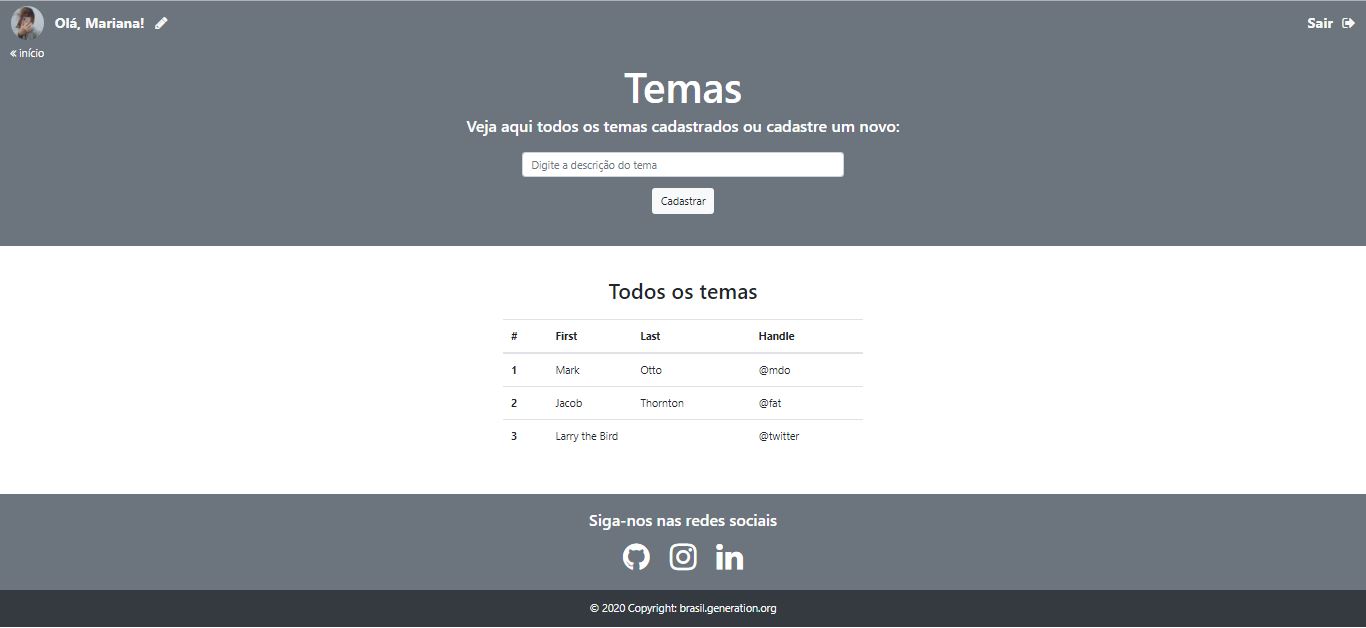 Olá, Mariana!
Sair
« início
Temas
Veja aqui todos os temas cadastrados ou cadastre um novo:
Digite a descrição do tema
Cadastrar
Todos os temas
# First Last Handle
1 Mark Otto @mdo
2 Jacob Thornton @fat
3 Larry the Bird @twitter
Siga-nos nas redes sociais
in
© 2020 Copyright: brasil.generation.org